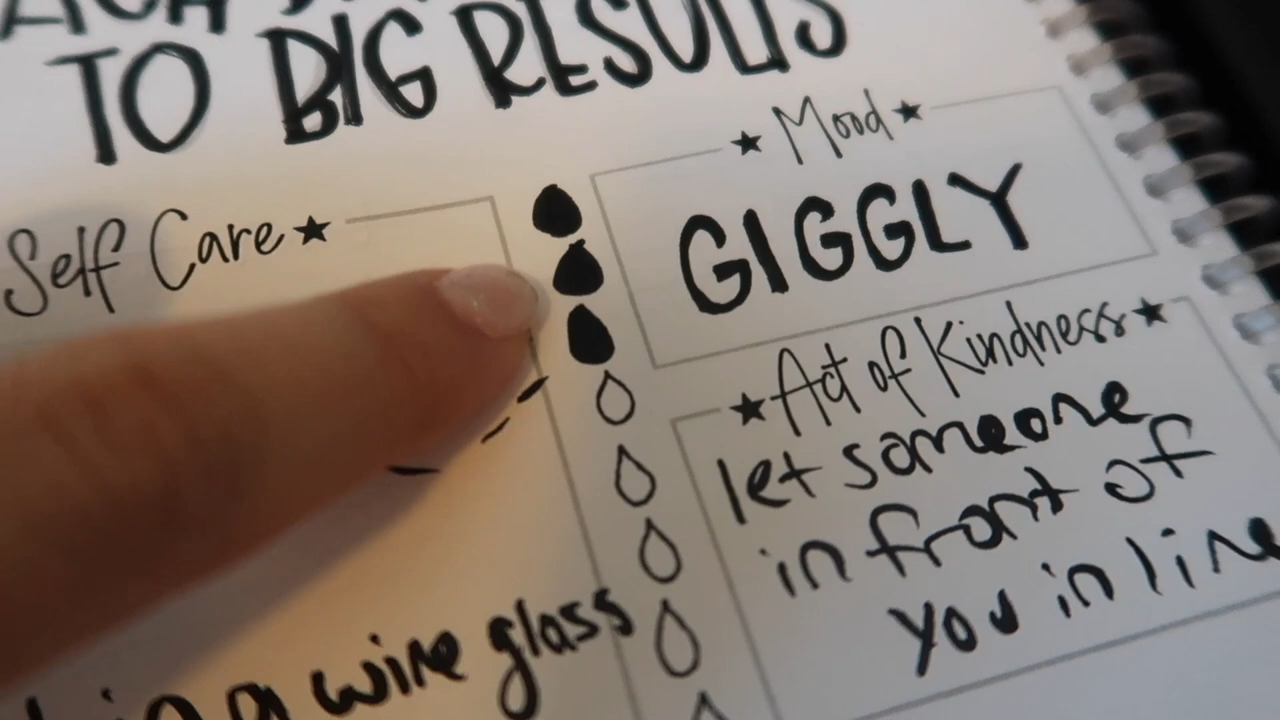 TO BIG RESULTS
Self Care
Mood
GIGGLY
Act of Kindness
let someone
in front of
you in line
a wine glass